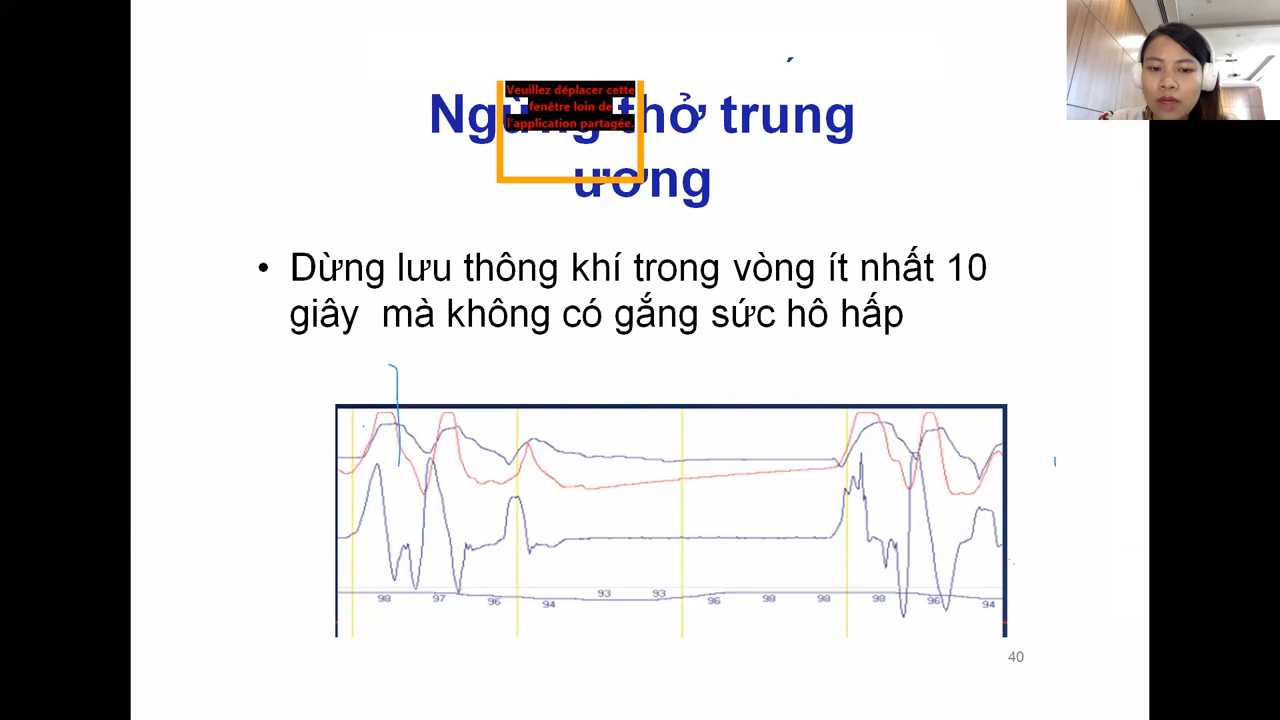 Ngừng thở trung
ương
Veuillez déplacer cette
fenêtre loin de
l'application partagée.
• Dừng lưu thông khí trong vòng ít nhất 10
giây mà không có gắng sức hô hấp
98 97 96 94 93 93 96 98 98 98 96 94
40